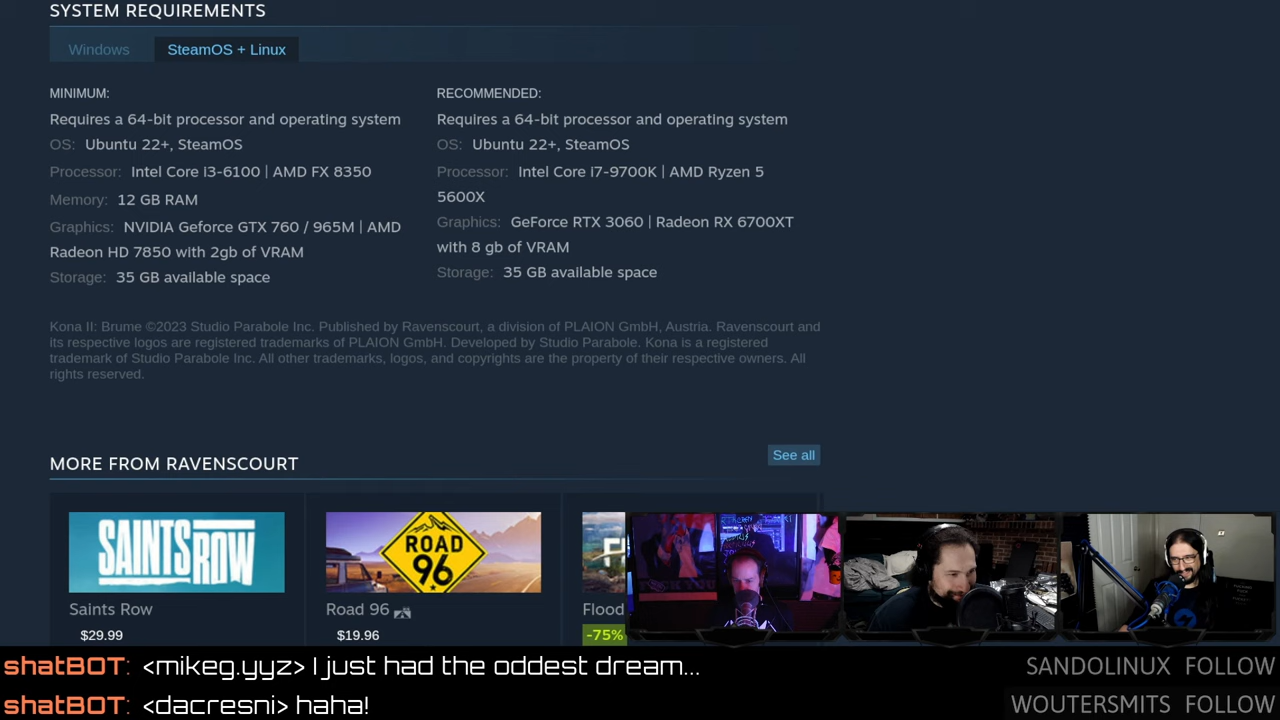 SYSTEM REQUIREMENTS
Windows
SteamOS + Linux
MINIMUM:
Requires a 64-bit processor and operating system
OS: Ubuntu 22+, SteamOS
Processor: Intel Core i3-6100 | AMD FX 8350
Memory: 12 GB RAM
Graphics: NVIDIA Geforce GTX 760 / 965M | AMD
Radeon HD 7850 with 2gb of VRAM
Storage: 35 GB available space
RECOMMENDED:
Requires a 64-bit processor and operating system
OS: Ubuntu 22+, SteamOS
Processor: Intel Core i7-9700K | AMD Ryzen 5
5600X
Graphics: GeForce RTX 3060 | Radeon RX 6700XT
with 8 gb of VRAM
Storage: 35 GB available space
Kona II: Brume ©2023 Studio Parabole Inc. Published by Ravenscourt, a division of PLAION GmbH, Austria. Ravenscourt and
its respective logos are registered trademarks of PLAION GmbH. Developed by Studio Parabole. Kona is a registered
trademark of Studio Parabole Inc. All other trademarks, logos, and copyrights are the property of their respective owners. All
rights reserved.
MORE FROM RAVENSCOURT
See all
SAINTS ROW
ROAD
96
Saints Row
Road 96
Flood
$29.99
$19.96
-75%
shatBOT: <mikeg.yyz> I just had the oddest dream...
shatBOT: <dacresni> haha!
SANDOLINUX FOLLOW
WOUTERSMITS FOLLOW